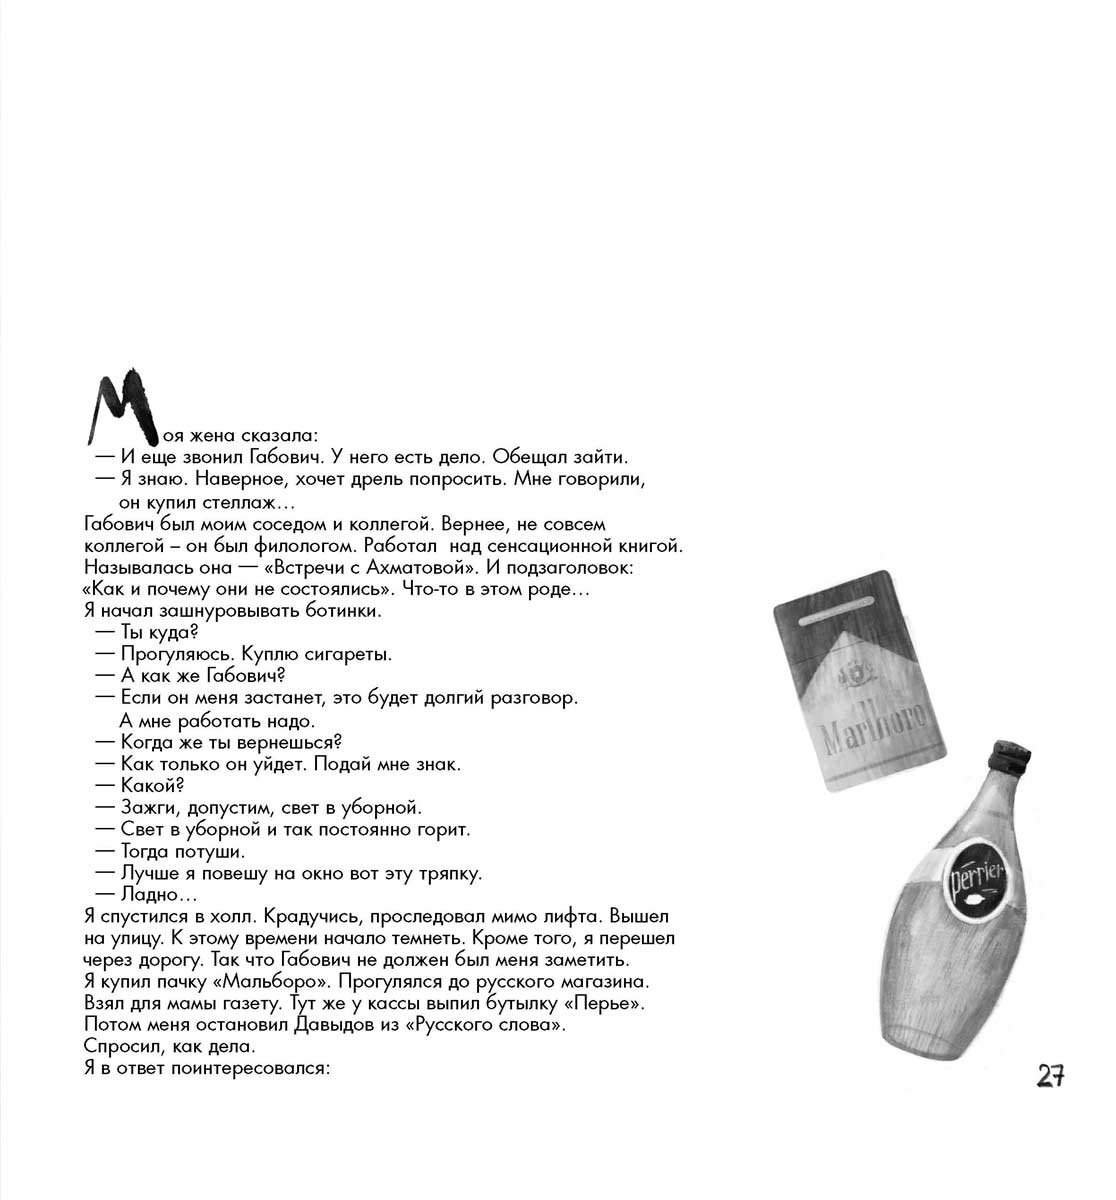 Моя жена сказала:
— И еще звонил Габович. У него есть дело. Обещал зайти.
— Я знаю. Наверное, хочет дрель попросить. Мне говорили,
он купил стеллаж…
Габович был моим соседом и коллегой. Вернее, не совсем
коллегой – он был филологом. Работал над сенсационной книгой.
Называлась она — «Встречи с Ахматовой». И подзаголовок:
«Как и почему они не состоялись». Что-то в этом роде…
Я начал зашнуровывать ботинки.
— Ты куда?
— Прогуляюсь. Куплю сигареты.
— А как же Габович?
— Если он меня застанет, это будет долгий разговор.
А мне работать надо.
— Когда же ты вернешься?
— Как только он уйдет. Подай мне знак.
— Какой?
— Зажги, допустим, свет в уборной.
— Свет в уборной и так постоянно горит.
— Тогда потуши.
— Лучше я повешу на окно вот эту тряпку.
— Ладно…
Я спустился в холл. Крадучись, проследовал мимо лифта. Вышел
на улицу. К этому времени начало темнеть. Кроме того, я перешел
через дорогу. Так что Габович не должен был меня заметить.
Я купил пачку «Мальборо». Прогулялся до русского магазина.
Взял для мамы газету. Тут же у кассы выпил бутылку «Перье».
Потом меня остановил Давыдов из «Русского слова».
Спросил, как дела.
Я в ответ поинтересовался:
Marlboro
perrier
27